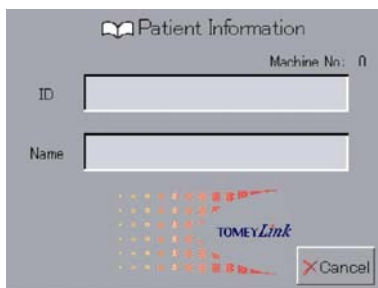 Patient Information
Machine No: 0
ID
Name
TOMEYLink
Cancel